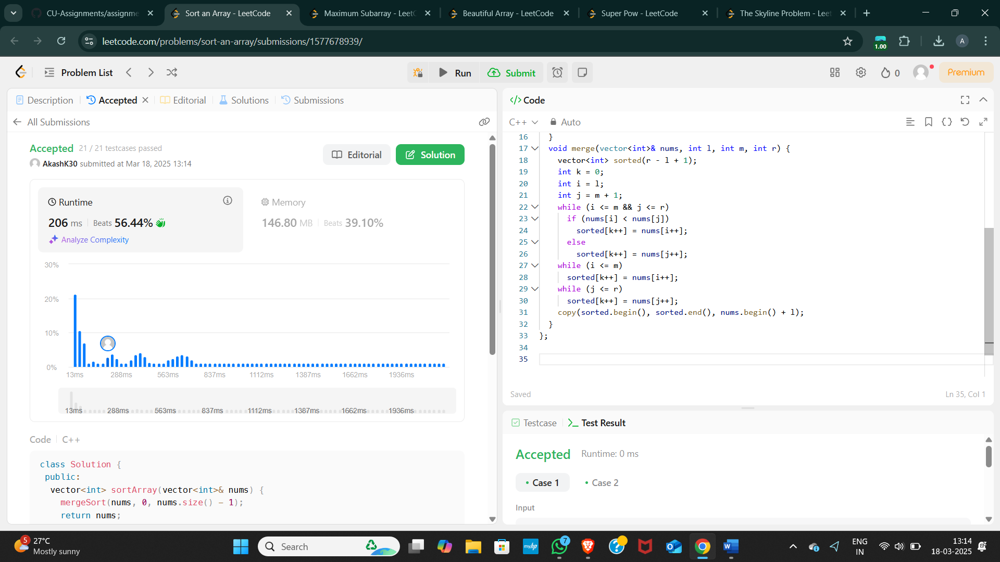 CU-Assignments/assignme
Sort an Array - LeetCode
Maximum Subarray - LeetC
Beautiful Array - LeetCode
Super Pow - LeetCode
The Skyline Problem - Leet
leetcode.com/problems/sort-an-array/submissions/1577678939/
1.00
A
Problem List
Run
Submit
0
Premium
Description
Accepted
Editorial
Solutions
Submissions
All Submissions
Accepted 21 / 21 testcases passed
AkashK30 submitted at Mar 18, 2025 13:14
Editorial
Solution
Runtime
206 ms Beats 56.44%
Analyze Complexity
Memory
146.80 MB Beats 39.10%
30%
20%
10%
0%
13ms 288ms 563ms 837ms 1112ms 1387ms 1662ms 1936ms
13ms 288ms 563ms 837ms 1112ms 1387ms 1662ms 1936ms
Code C++
class Solution {
public:
vector<int> sortArray(vector<int>& nums) {
mergeSort(nums, 0, nums.size() - 1);
return nums;
</> Code
C++ Auto
16 }
17 void merge(vector<int>& nums, int l, int m, int r) {
18 vector<int> sorted(r - l + 1);
19 int k = 0;
20 int i = l;
21 int j = m + 1;
22 while (i <= m && j <= r)
23 if (nums[i] < nums[j])
24 sorted[k++] = nums[i++];
25 else
26 sorted[k++] = nums[j++];
27 while (i <= m)
28 sorted[k++] = nums[i++];
29 while (j <= r)
30 sorted[k++] = nums[j++];
31 copy(sorted.begin(), sorted.end(), nums.begin() + l);
32 }
33 };
34
35
Saved
Ln 35, Col 1
Testcase
Test Result
Accepted Runtime: 0 ms
Case 1
Case 2
Input
5
27°C
Mostly sunny
Search
myhp
7
ENG
IN
13:14
18-03-2025